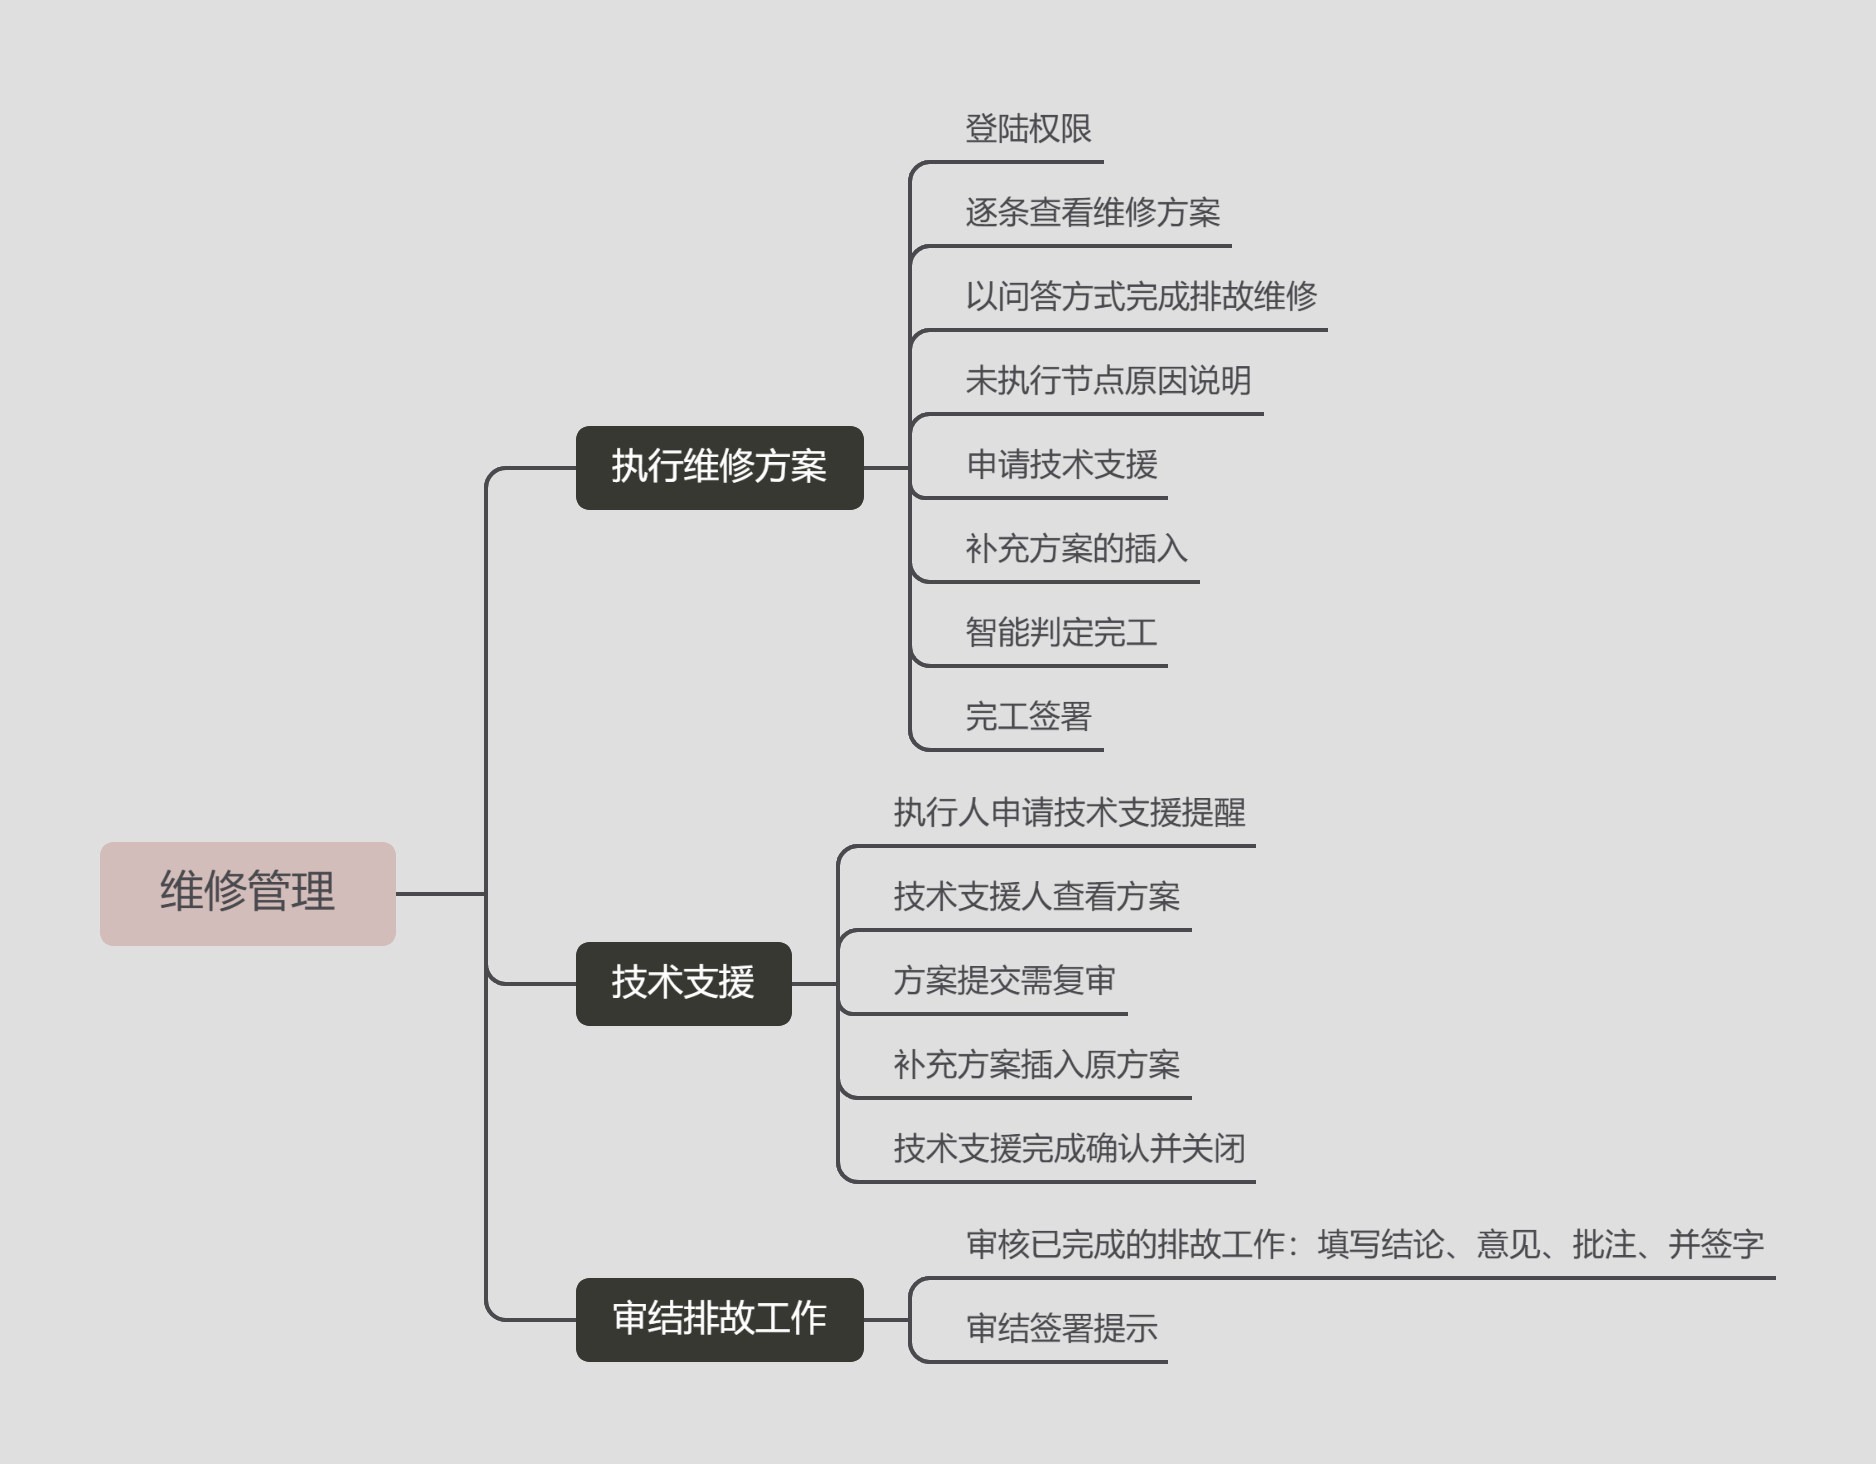 维修管理
执行维修方案
登陆权限
逐条查看维修方案
以问答方式完成排故维修
未执行节点原因说明
申请技术支援
补充方案的插入
智能判定完工
完工签署
技术支援
执行人申请技术支援提醒
技术支援人查看方案
方案提交需复审
补充方案插入原方案
技术支援完成确认并关闭
审结排故工作
审核已完成的排故工作：填写结论、意见、批注、并签字
审结签署提示